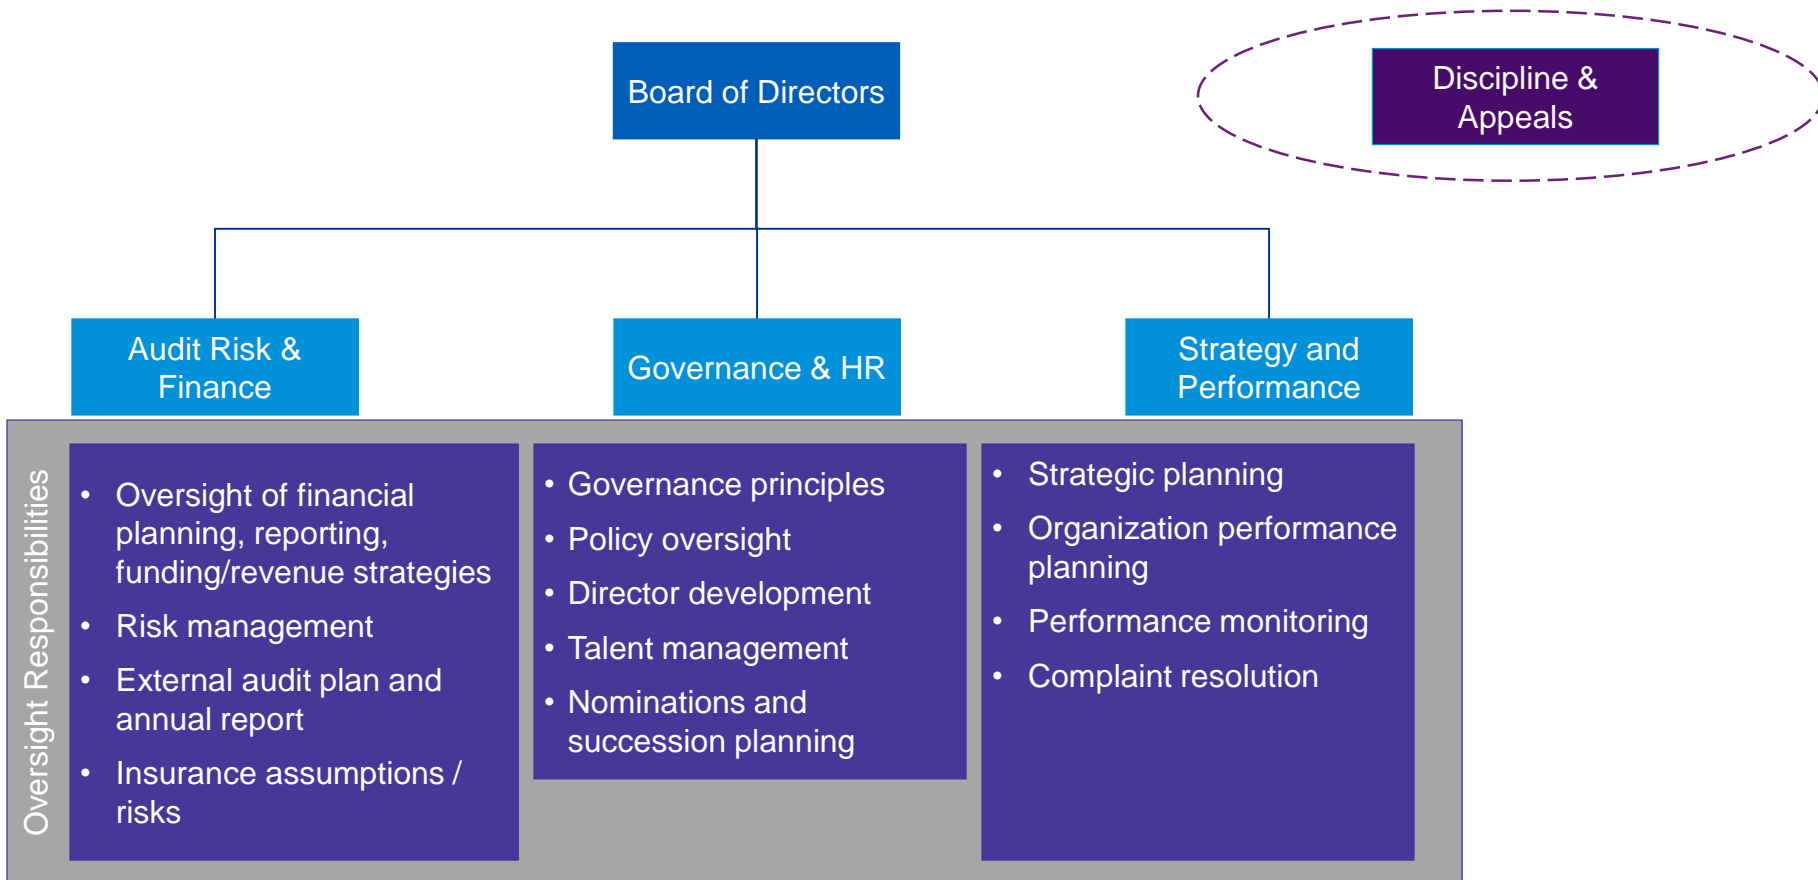 Board of Directors
Discipline &
Appeals
Audit Risk &
Finance
Governance & HR
Strategy and
Performance
Oversight Responsibilities
• Oversight of financial
planning, reporting,
funding/revenue strategies
• Risk management
• External audit plan and
annual report
• Insurance assumptions /
risks
• Governance principles
• Policy oversight
• Director development
• Talent management
• Nominations and
succession planning
• Strategic planning
• Organization performance
planning
• Performance monitoring
• Complaint resolution